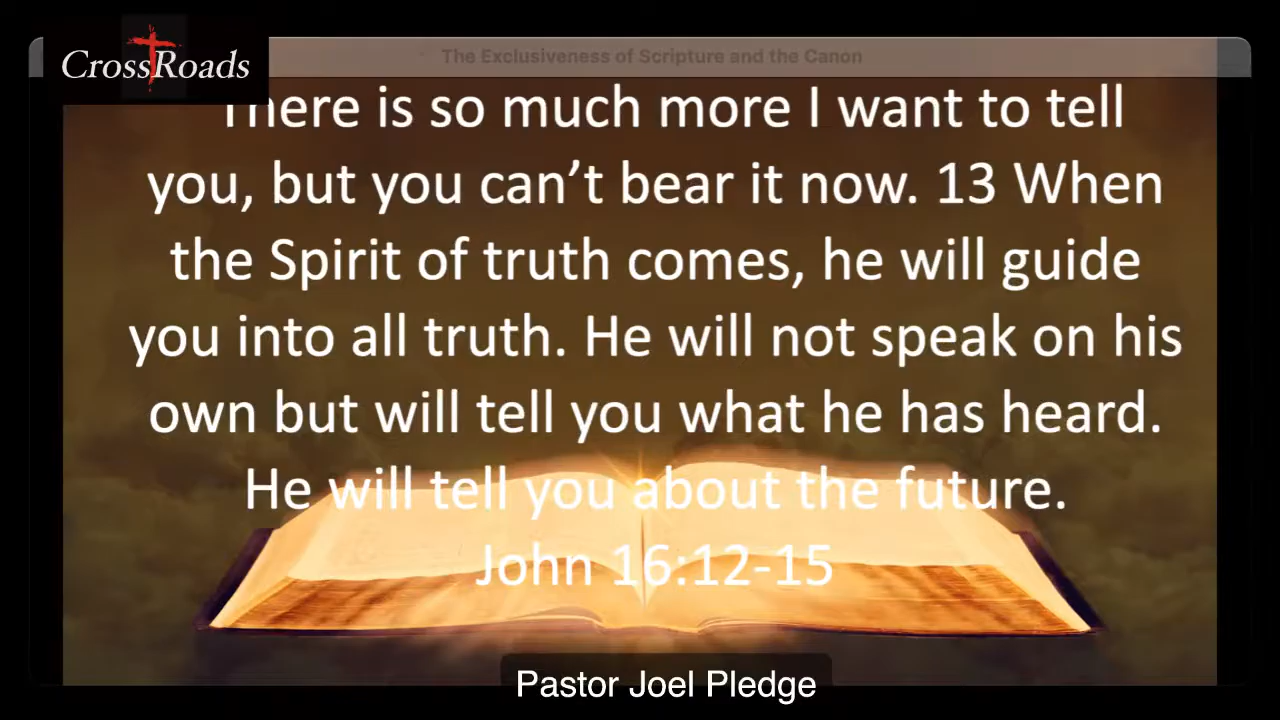 The Exclusiveness of Scripture and the Canon
CrossRoads
There is so much more I want to tell
you, but you can’t bear it now. 13 When
the Spirit of truth comes, he will guide
you into all truth. He will not speak on his
own but will tell you what he has heard.
He will tell you about the future.
John 16:12-15
Pastor Joel Pledge